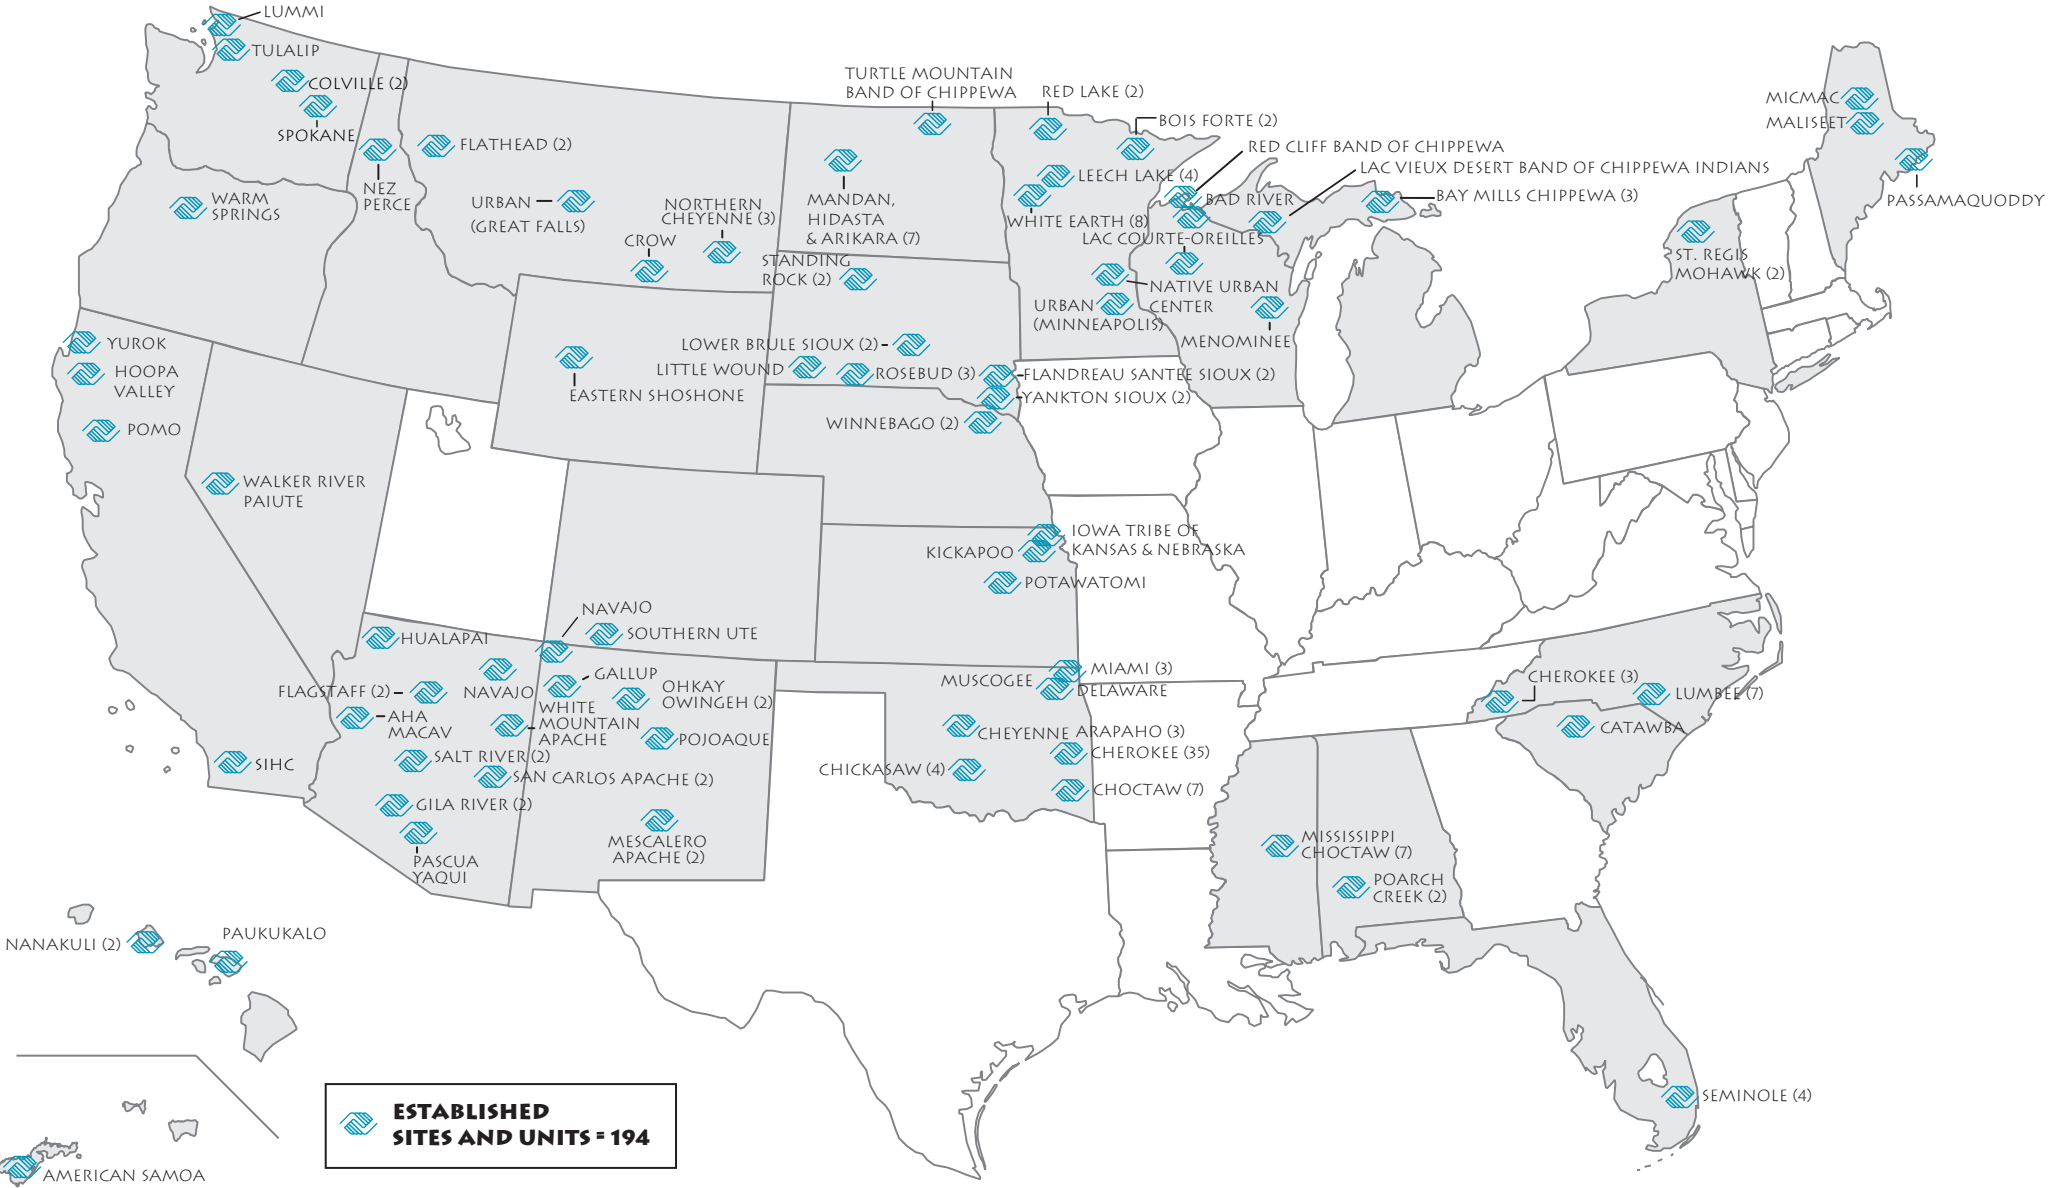 LUMMI
TULALIP
COLVILLE (2)
SPOKANE
NEZ
PERCE
WARM
SPRINGS
FLATHEAD (2)
URBAN
(GREAT FALLS)
NORTHERN
CHEYENNE (3)
CROW
TURTLE MOUNTAIN
BAND OF CHIPPEWA
MANDAN,
HIDASTA
& ARIKARA (7)
STANDING
ROCK (2)
RED LAKE (2)
BOIS FORTE (2)
LEECH LAKE (4)
WHITE EARTH (8)
RED CLIFF BAND OF CHIPPEWA
LAC VIEUX DESERT BAND OF CHIPPEWA INDIANS
BAD RIVER
BAY MILLS CHIPPEWA (3)
LAC COURTE-OREILLES
NATIVE URBAN
CENTER
URBAN
(MINNEAPOLIS)
MENOMINEE
MICMAC
MALISEET
PASSAMAQUODDY
ST. REGIS
MOHAWK (2)
YUROK
HOOPA
VALLEY
POMO
WALKER RIVER
PAIUTE
SIHC
EASTERN SHOSHONE
LOWER BRULE SIOUX (2)
LITTLE WOUND
ROSEBUD (3)
FLANDREAU SANTEE SIOUX (2)
YANKTON SIOUX (2)
WINNEBAGO (2)
IOWA TRIBE OF
KANSAS & NEBRASKA
KICKAPOO
POTAWATOMI
NAVAJO
SOUTHERN UTE
HUALAPAI
NAVAJO
FLAGSTAFF (2)
AHA
MACAV
WHITE
MOUNTAIN
APACHE
SALT RIVER (2)
SAN CARLOS APACHE (2)
GILA RIVER (2)
PASCUA
YAQUI
GALLUP
OHKAY
OWINGEH (2)
POJOAQUE
MESCALERO
APACHE (2)
MIAMI (3)
MUSCOGEE
DELAWARE
CHEYENNE ARAPAHO (3)
CHEROKEE (35)
CHICKASAW (4)
CHOCTAW (7)
CHEROKEE (3)
LUMBEE (7)
CATAWBA
MISSISSIPPI
CHOCTAW (7)
POARCH
CREEK (2)
SEMINOLE (4)
NANAKULI (2)
PAUKUKALO
AMERICAN SAMOA
ESTABLISHED
SITES AND UNITS = 194